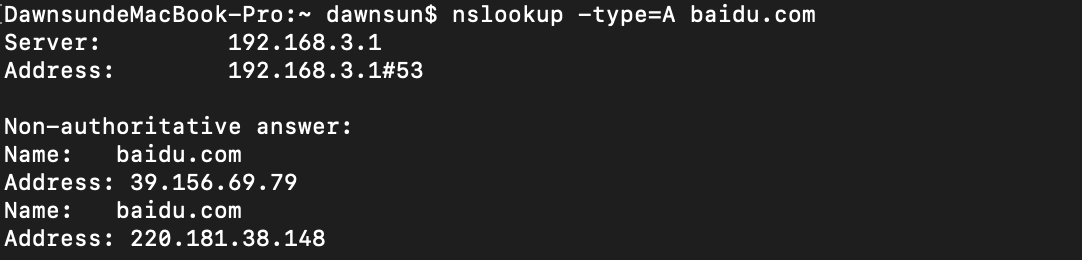 DawnsundeMacBook-Pro:~ dawnsun$ nslookup -type=A baidu.com
Server:		192.168.3.1
Address:	192.168.3.1#53

Non-authoritative answer:
Name:	baidu.com
Address: 39.156.69.79
Name:	baidu.com
Address: 220.181.38.148